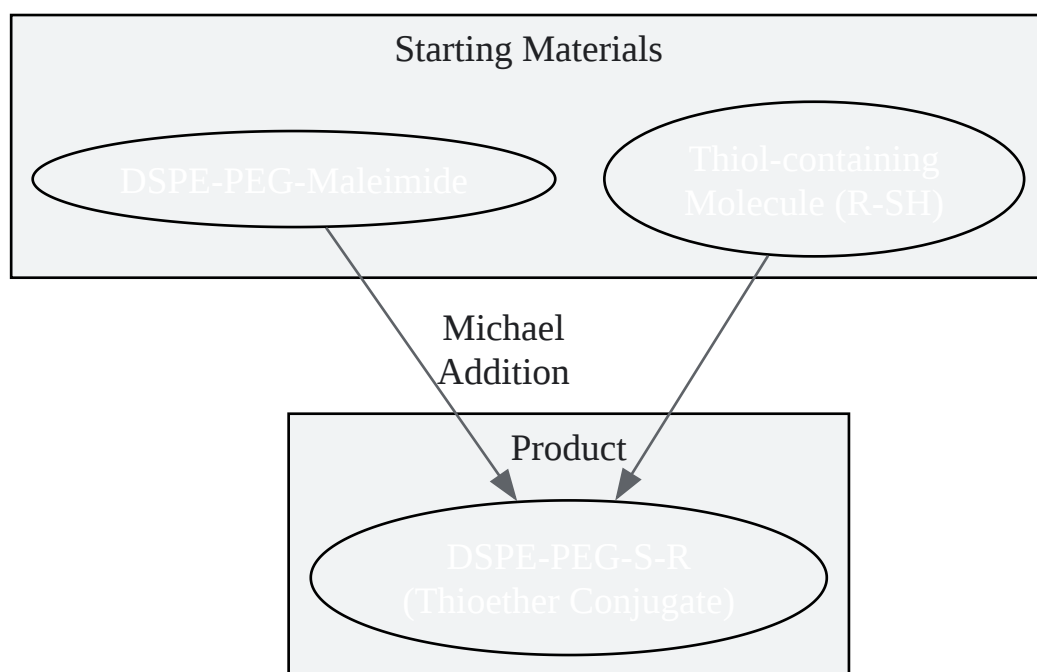 Starting Materials
DSPE-PEG-Maleimide
Thiol-containing
Molecule (R-SH)
Michael
Addition
Product
DSPE-PEG-S-R
(Thioether Conjugate)